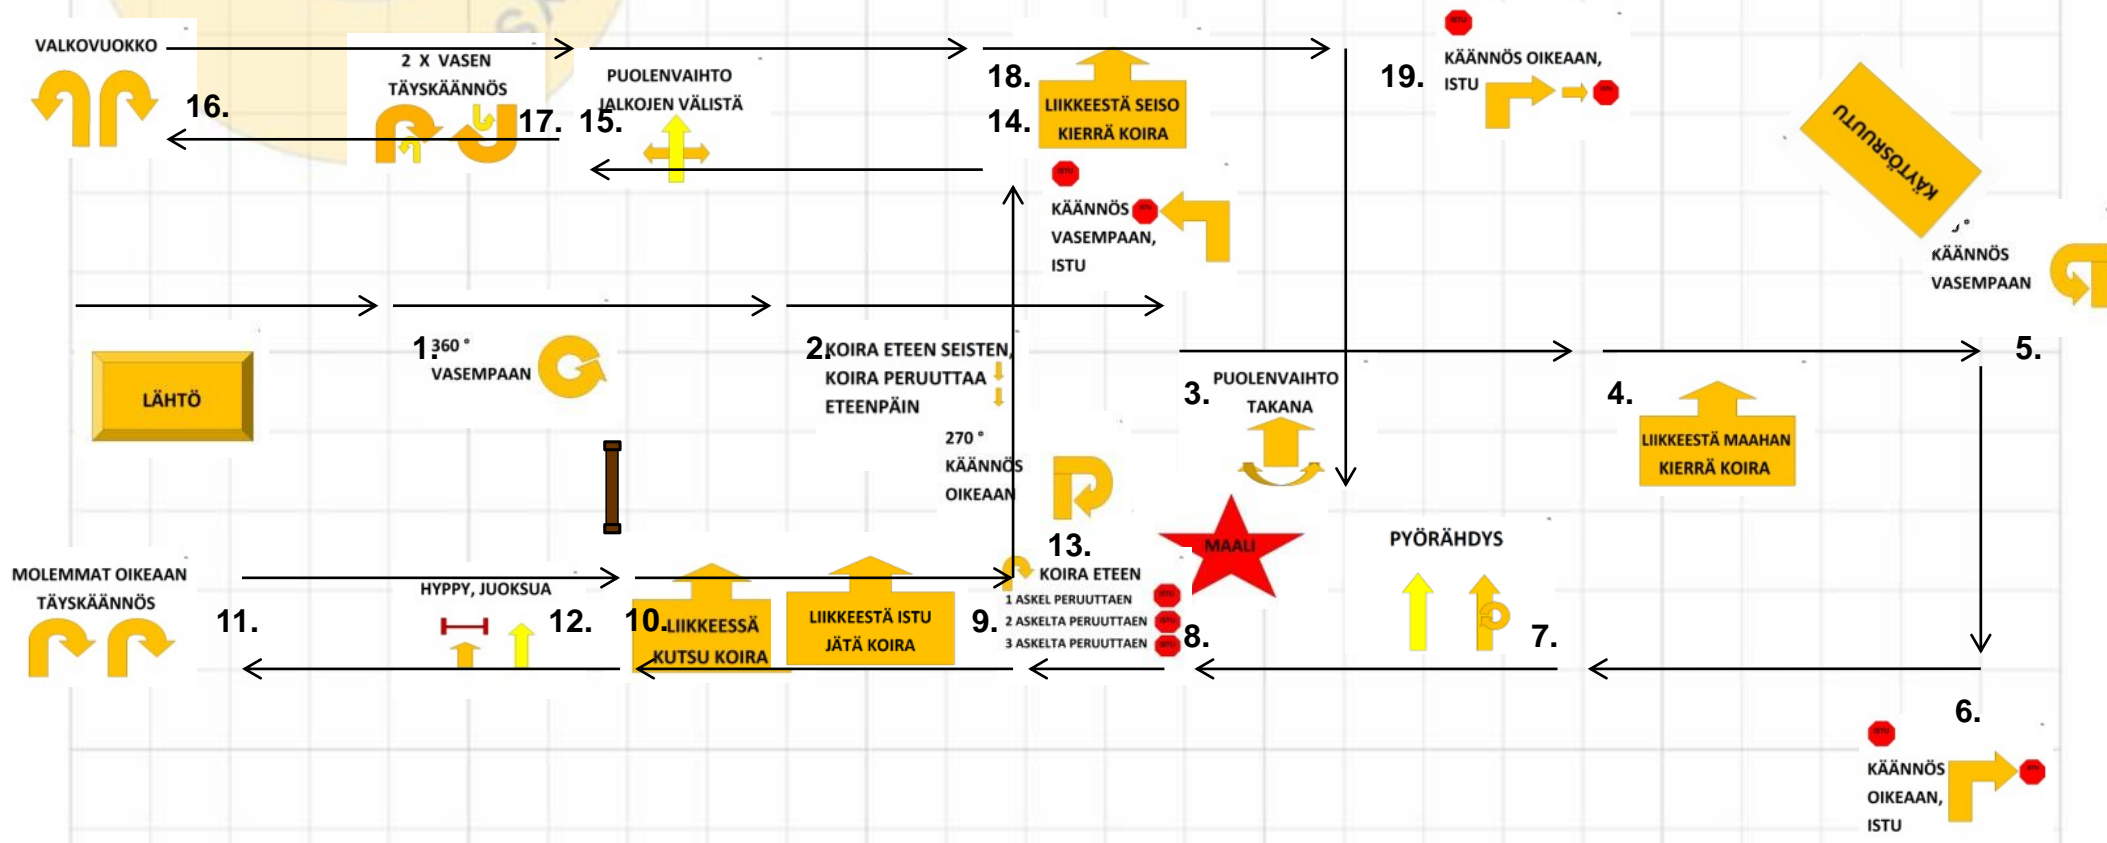 VALKOVUOKKO
16.
2 X VASEN
TÄYSKÄÄNNÖS
17.
15.
PUOLENVAIHTO
JALKOJEN VÄLISTÄ
18.
14.
LIIKKEESTÄ SEISO
KIERRÄ KOIRA
19.
ISTU
KÄÄNNÖS OIKEAAN,
ISTU
KÄYTÖSRUUTU
ISTU
KÄÄNNÖS
VASEMPAAN,
ISTU
KÄÄNNÖS
VASEMPAAN
5.
LÄHTÖ
1.
360 °
VASEMPAAN
2.
KOIRA ETEEN SEISTEN,
KOIRA PERUUTTAA
ETEENPÄIN
3.
PUOLENVAIHTO
TAKANA
4.
LIIKKEESTÄ MAAHAN
KIERRÄ KOIRA
270 °
KÄÄNNÖS
OIKEAAN
13.
MAALI
PYÖRÄHDYS
7.
MOLEMMAT OIKEAAN
TÄYSKÄÄNNÖS
11.
HYPPY, JUOKSUA
12.
10.
LIIKKEESSÄ
KUTSU KOIRA
LIIKKEESTÄ ISTU
JÄTÄ KOIRA
9.
KOIRA ETEEN
1 ASKEL PERUUTTAEN
2 ASKELTA PERUUTTAEN
3 ASKELTA PERUUTTAEN
8.
6.
ISTU
KÄÄNNÖS
OIKEAAN,
ISTU